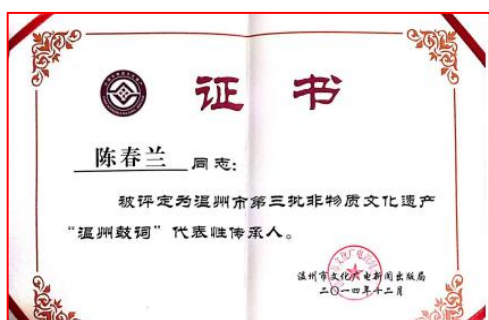 证 书
陈春兰 同志:
被评定为温州市第三批非物质文化遗产
“温州鼓词”代表性传承人。
温州市文化广电新闻出版局
二〇一四年十二月